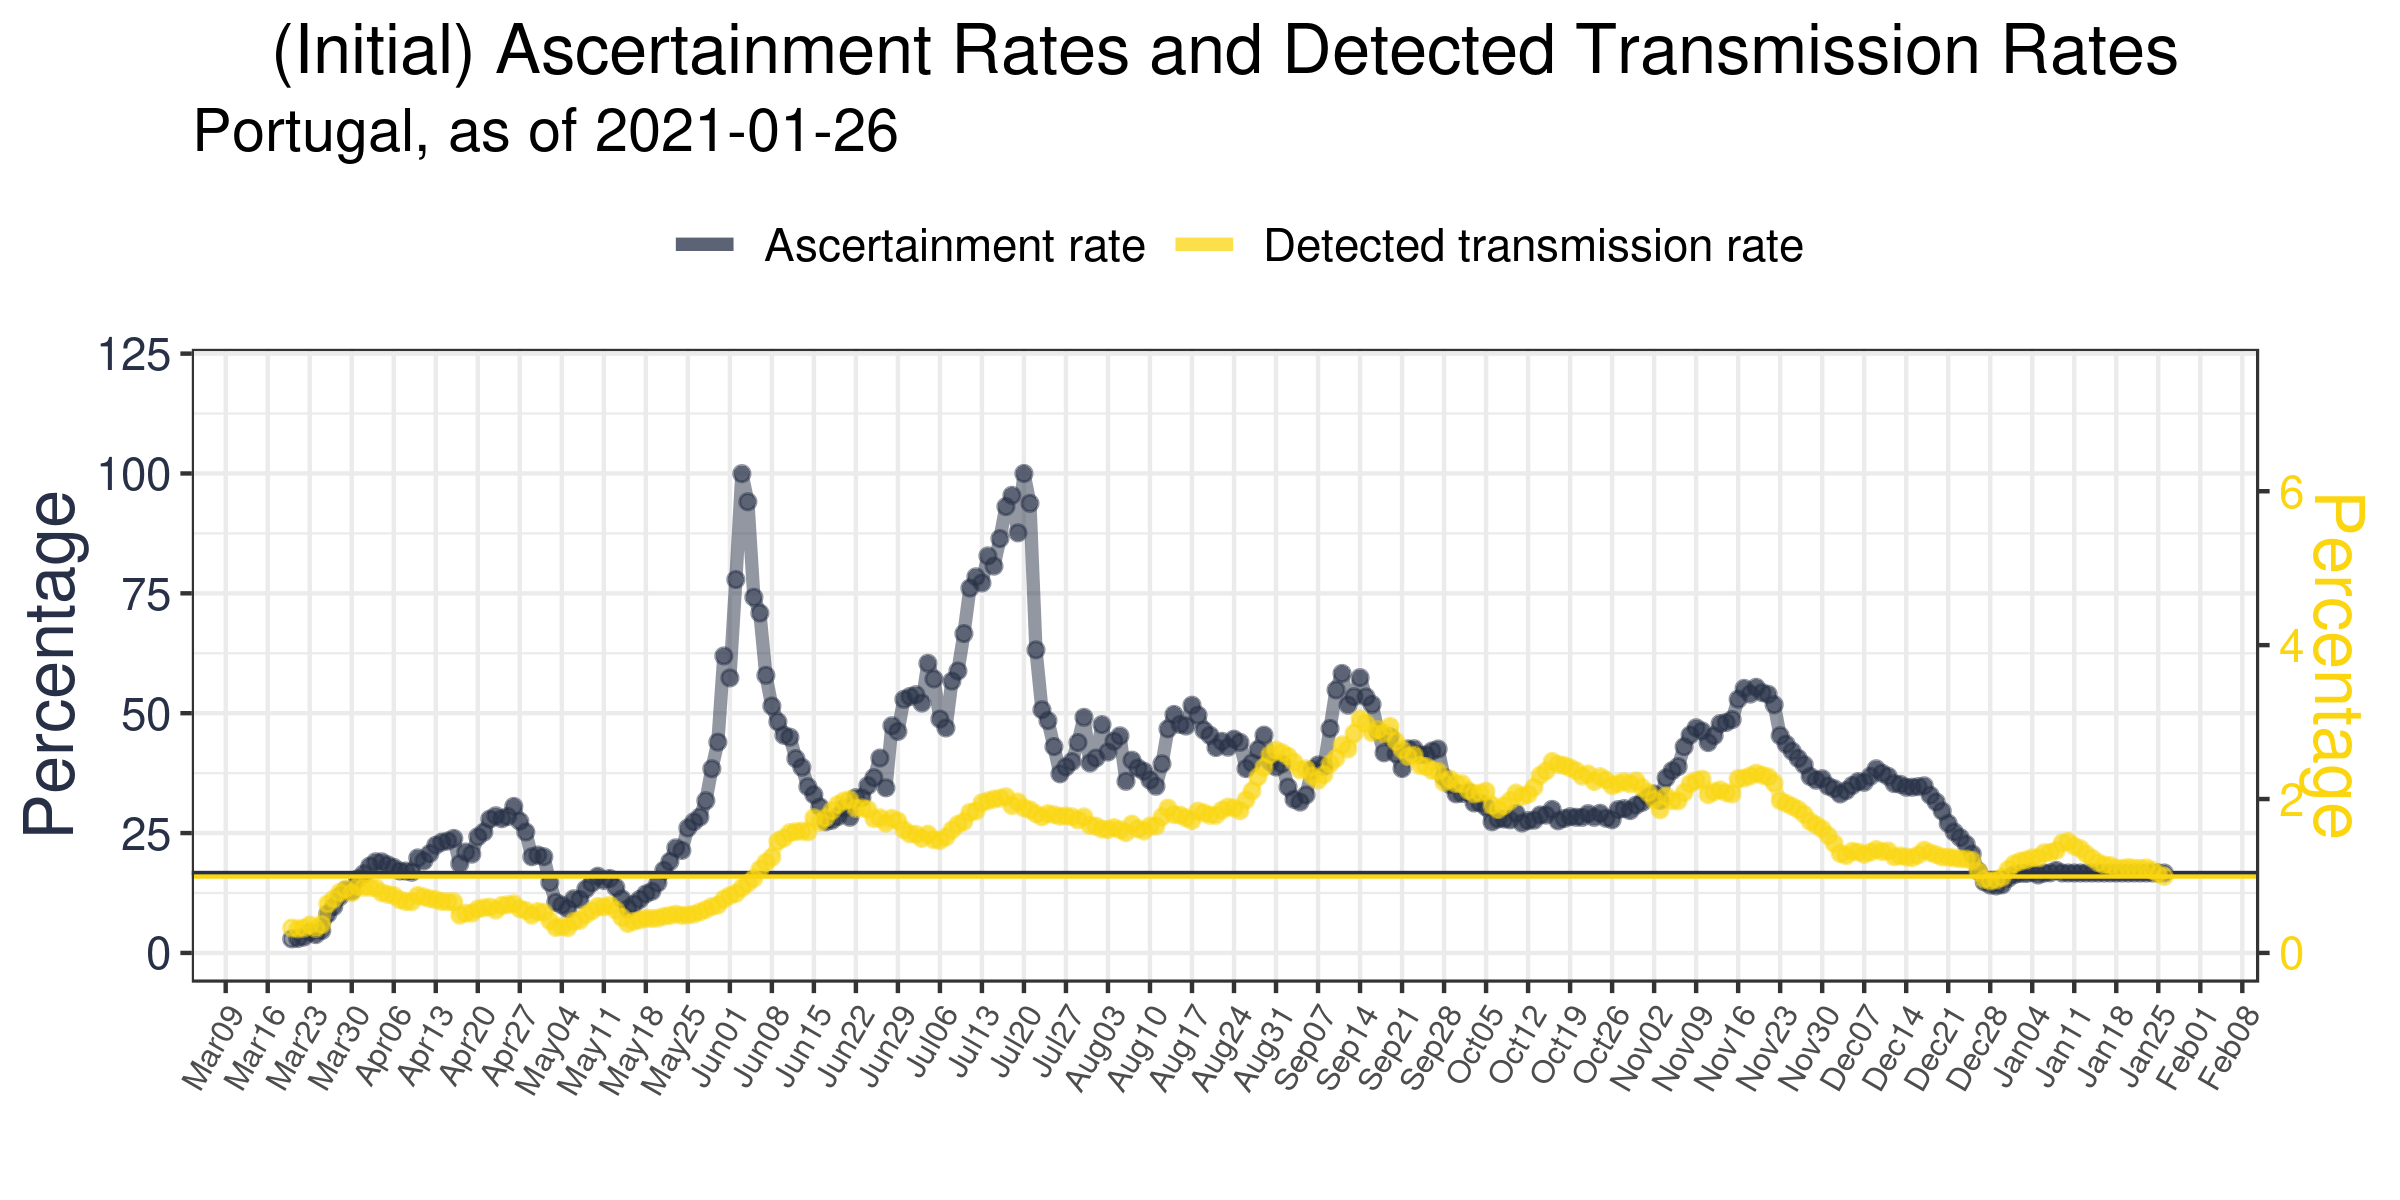 (Initial) Ascertainment Rates and Detected Transmission Rates
Portugal, as of 2021-01-26
Ascertainment rate
Detected transmission rate
Percentage
125
100
75
50
25
0
6
4
2
0
Percentage
Mar09
Mar16
Mar23
Mar30
Apr06
Apr13
Apr20
Apr27
May04
May11
May18
May25
Jun01
Jun08
Jun15
Jun22
Jun29
Jul06
Jul13
Jul20
Jul27
Aug03
Aug10
Aug17
Aug24
Aug31
Sep07
Sep14
Sep21
Sep28
Oct05
Oct12
Oct19
Oct26
Nov02
Nov09
Nov16
Nov23
Nov30
Dec07
Dec14
Dec21
Dec28
Jan04
Jan11
Jan18
Jan25
Feb01
Feb08